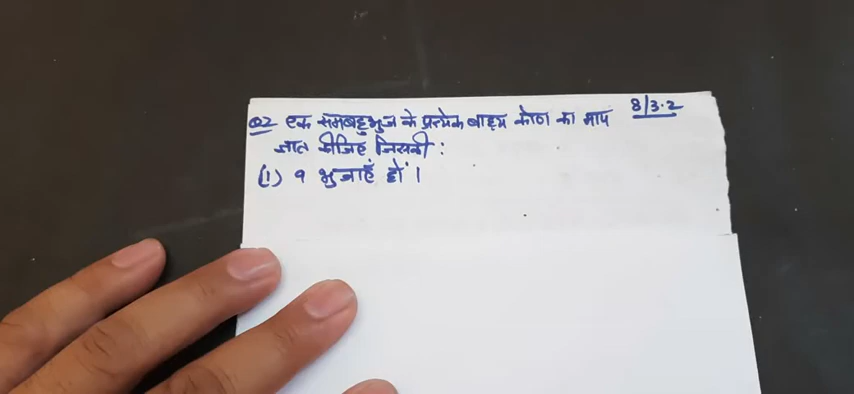 Q2 एक समबहुभुज के प्रत्येक बाह्य कोण का माप 8/3.2
ज्ञात कीजिए जिसकी :
(i) 9 भुजाएँ हों ।